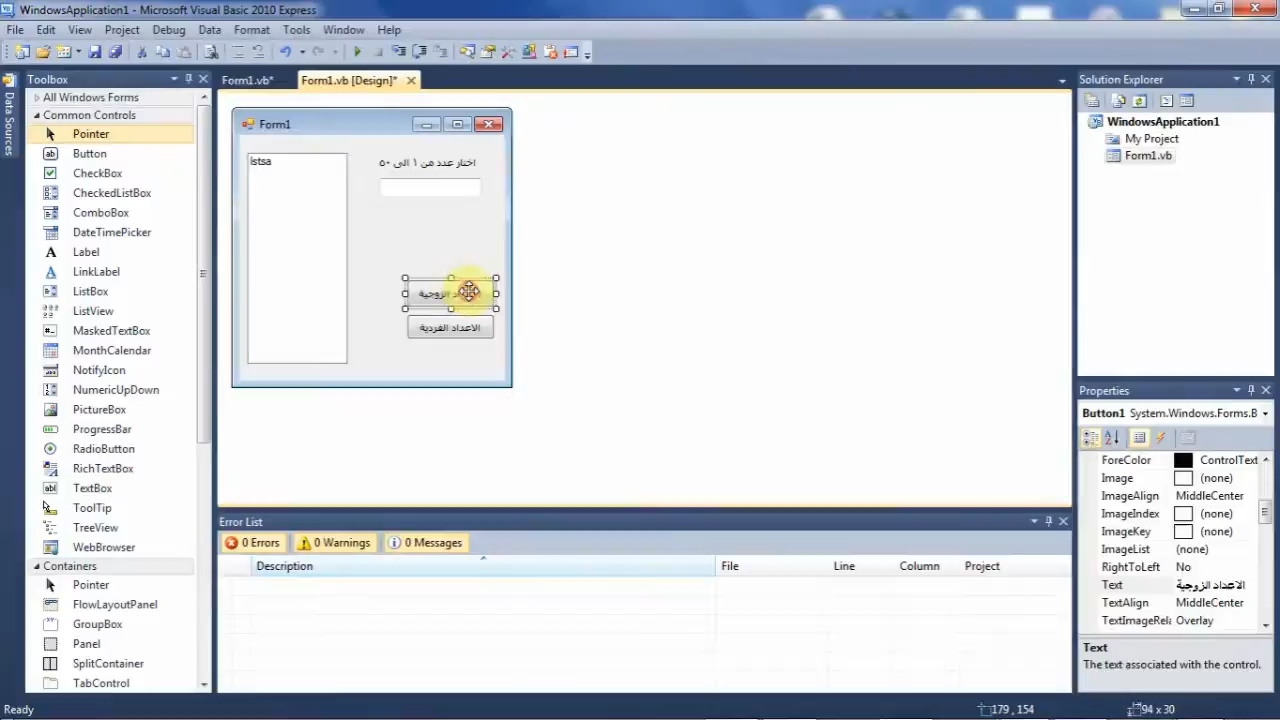 WindowsApplication1 - Microsoft Visual Basic 2010 Express
File Edit View Project Debug Data Format Tools Window Help
Data Sources
Toolbox
All Windows Forms
Common Controls
Pointer
Button
CheckBox
CheckedListBox
ComboBox
DateTimePicker
Label
LinkLabel
ListBox
ListView
MaskedTextBox
MonthCalendar
NotifyIcon
NumericUpDown
PictureBox
ProgressBar
RadioButton
RichTextBox
TextBox
ToolTip
TreeView
WebBrowser
Containers
Pointer
FlowLayoutPanel
GroupBox
Panel
SplitContainer
TabControl
Form1.vb* Form1.vb [Design]*
Form1
lstsa
اختار عدد من ١ الى ٥٠
الزوجية
الاعداد الفردية
Error List
0 Errors 0 Warnings 0 Messages
Description File Line Column Project
Solution Explorer
WindowsApplication1
My Project
Form1.vb
Properties
Button1 System.Windows.Forms.B
ForeColor ControlText
Image (none)
ImageAlign MiddleCenter
ImageIndex (none)
ImageKey (none)
ImageList (none)
RightToLeft No
Text الاعداد الزوجية
TextAlign MiddleCenter
TextImageRela Overlay
Text
The text associated with the control.
Ready 179 , 154 94 x 30